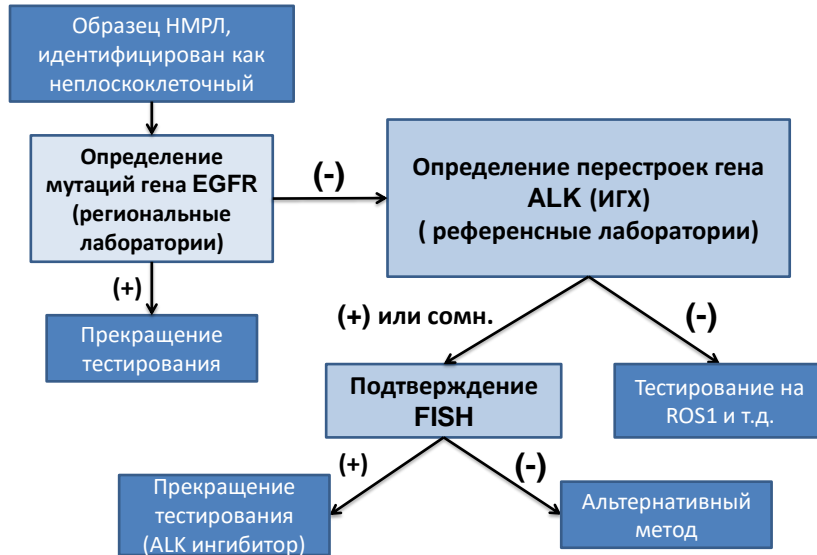 Образец НМРЛ,
идентифицирован как
неплоскоклеточный
Определение
мутаций гена EGFR
(региональные
лаборатории)
(-)
Определение перестроек гена
ALK (ИГХ)
( референсные лаборатории)
(+)
Прекращение
тестирования
(+) или сомн.
(-)
Подтверждение
FISH
Тестирование на
ROS1 и т.д.
(+)
(-)
Прекращение
тестирования
(ALK ингибитор)
Альтернативный
метод